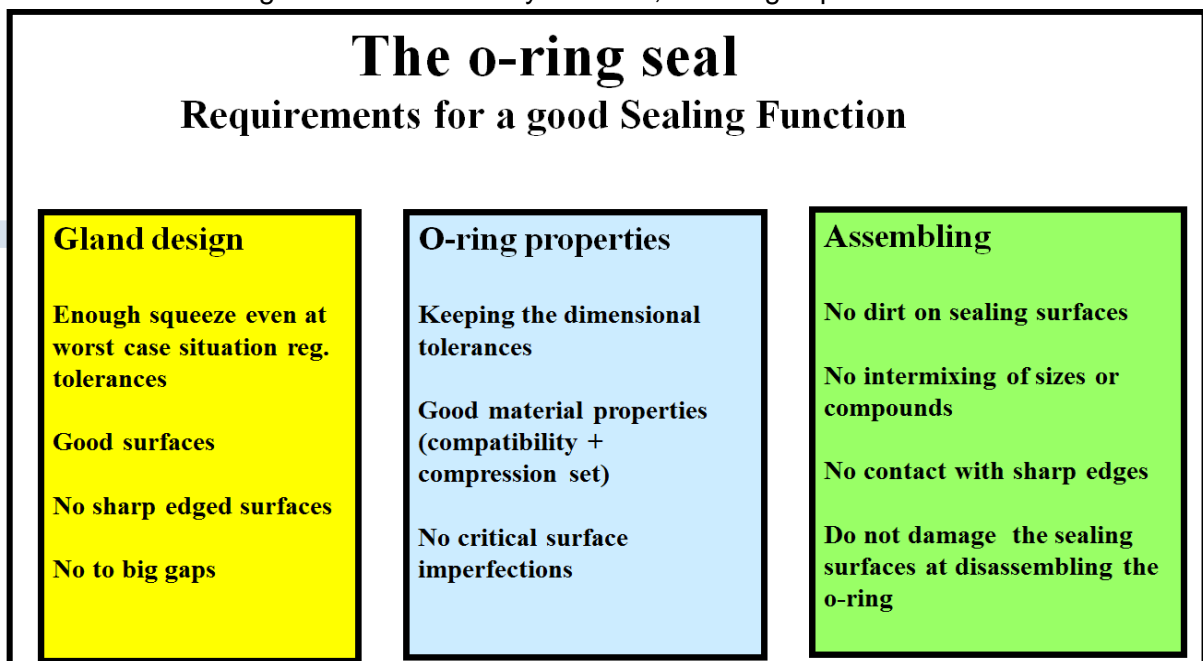 The o-ring seal
Requirements for a good Sealing Function
Gland design
Enough squeeze even at
worst case situation reg.
tolerances
Good surfaces
No sharp edged surfaces
No to big gaps
O-ring properties
Keeping the dimensional
tolerances
Good material properties
(compatibility +
compression set)
No critical surface
imperfections
Assembling
No dirt on sealing surfaces
No intermixing of sizes or
compounds
No contact with sharp edges
Do not damage the sealing
surfaces at disassembling the
o-ring